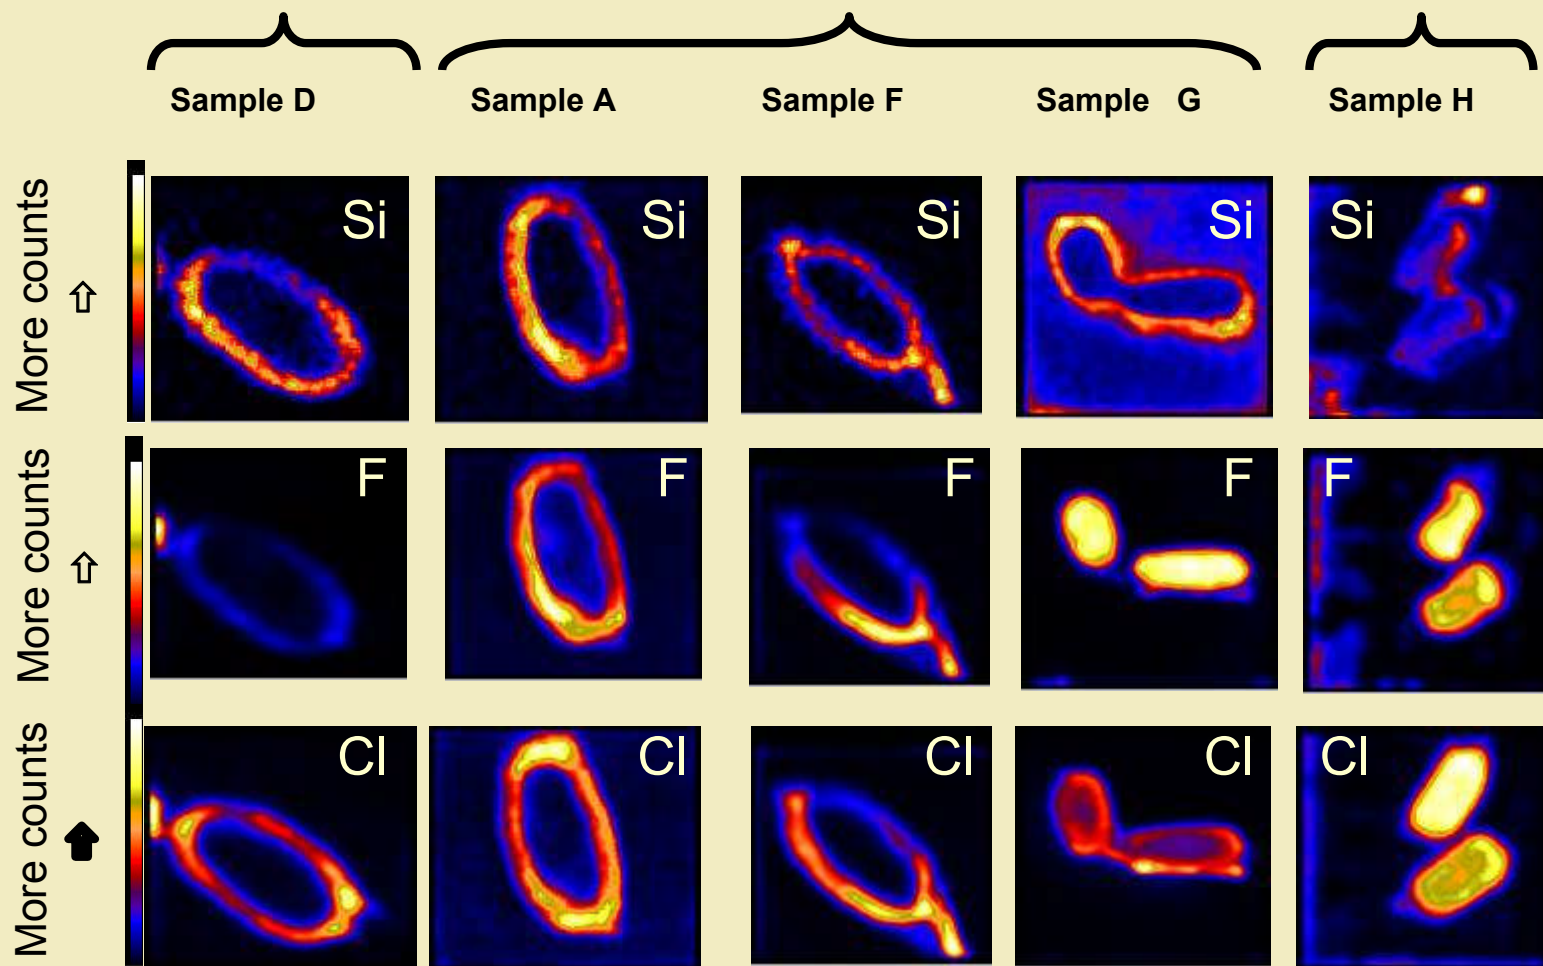 Sample D
Sample A
Sample F
Sample G
Sample H
More counts
Si
Si
Si
Si
Si
More counts
F
F
F
F
F
More counts
Cl
Cl
Cl
Cl
Cl